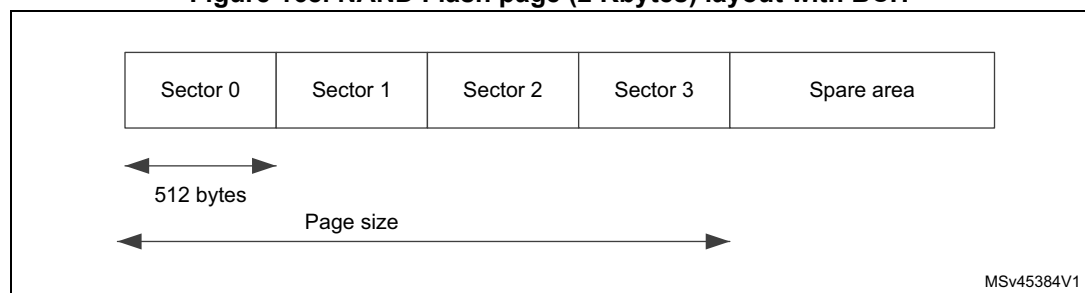 Figure NAND Flash page (2 Kbytes) layout with BCH
Sector 0 Sector 1 Sector 2 Sector 3 Spare area
512 bytes
Page size
MSv45384V1